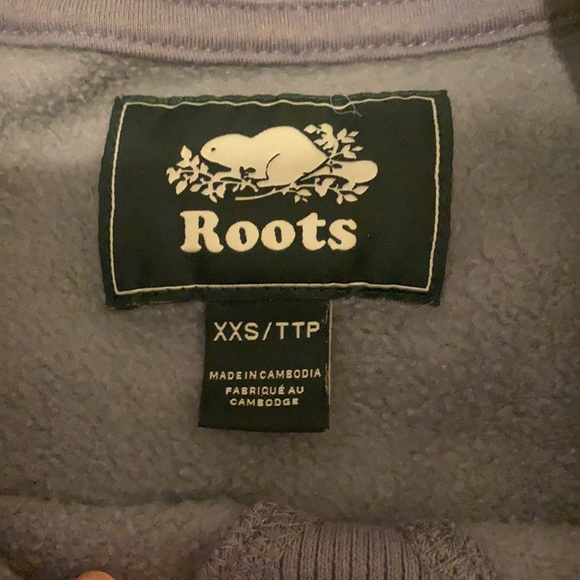 Roots
XXS/TTP
MADE IN CAMBODIA
FABRIQUÉ AU
CAMBODGE